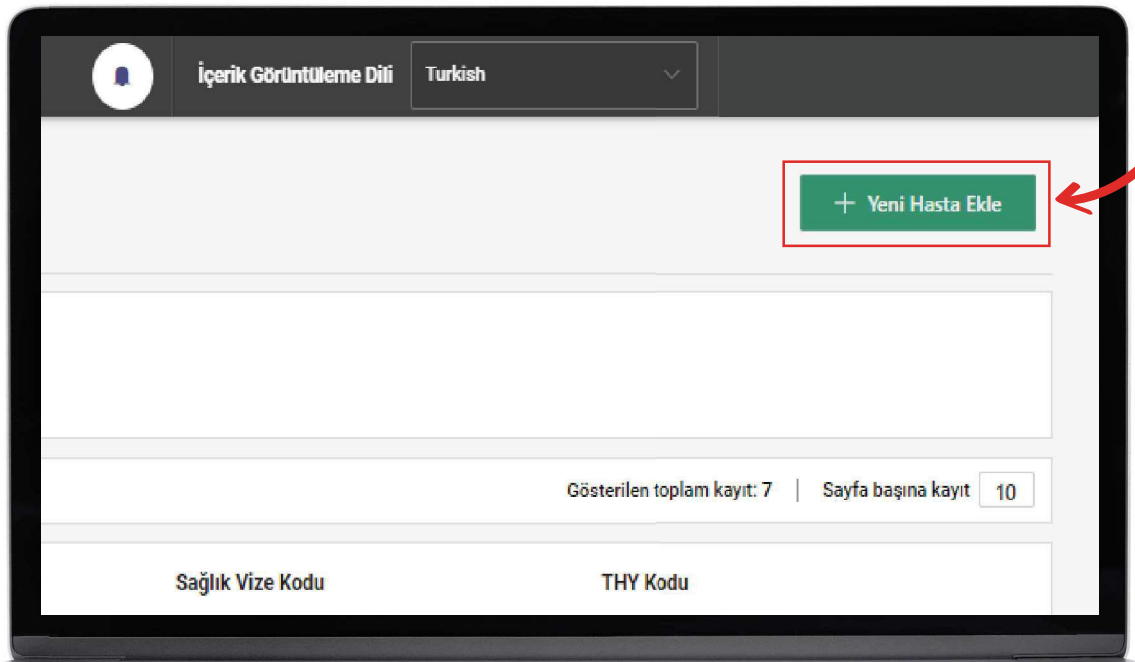 İçerik Görüntüleme Dili Turkish
+ Yeni Hasta Ekle
Gösterilen toplam kayıt: 7 | Sayfa başına kayıt 10
Sağlık Vize Kodu THY Kodu